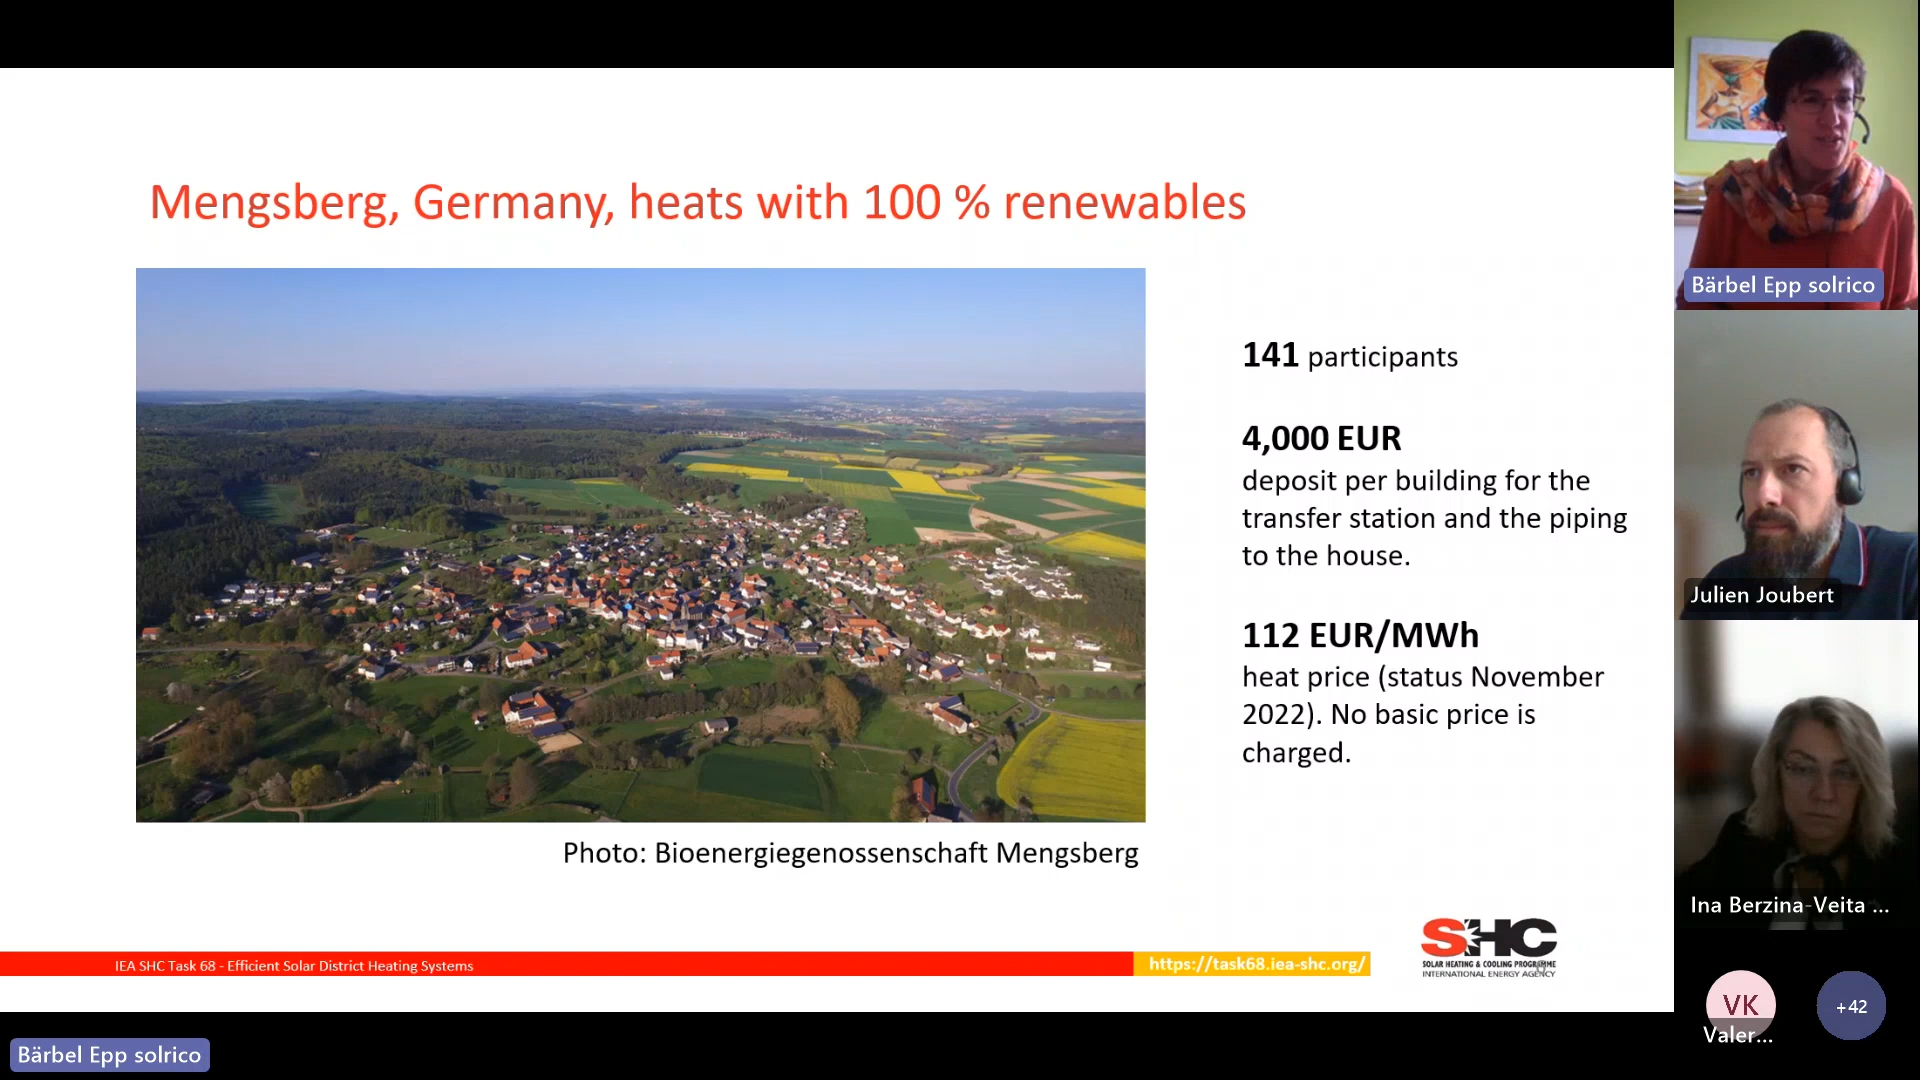 Mengsberg, Germany, heats with 100 % renewables
141 participants
4,000 EUR
deposit per building for the
transfer station and the piping
to the house.
112 EUR/MWh
heat price (status November
2022). No basic price is
charged.
Photo: Bioenergiegenossenschaft Mengsberg
IEA SHC Task 68 - Efficient Solar District Heating Systems
https://task68.iea-shc.org/
SHC
SOLAR HEATING & COOLING PROGRAMME
INTERNATIONAL ENERGY AGENCY
Bärbel Epp solrico
Julien Joubert
Ina Berzina-Veita ...
VK
Valer...
+42
Bärbel Epp solrico